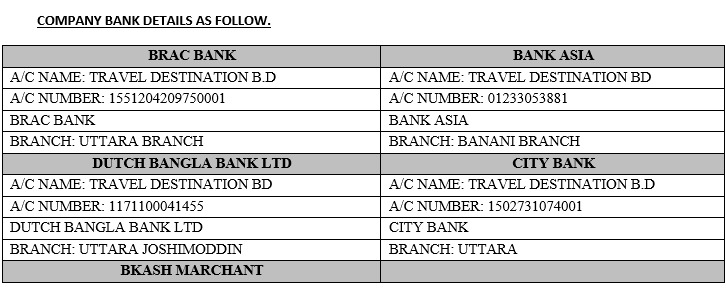 COMPANY BANK DETAILS AS FOLLOW.
BRAC BANK
A/C NAME: TRAVEL DESTINATION B.D
A/C NUMBER: 1551204209750001
BRAC BANK
BRANCH: UTTARA BRANCH
BANK ASIA
A/C NAME: TRAVEL DESTINATION BD
A/C NUMBER: 01233053881
BANK ASIA
BRANCH: BANANI BRANCH
DUTCH BANGLA BANK LTD
A/C NAME: TRAVEL DESTINATION BD
A/C NUMBER: 1171100041455
DUTCH BANGLA BANK LTD
BRANCH: UTTARA JOSHIMODDIN
CITY BANK
A/C NAME: TRAVEL DESTINATION B.D
A/C NUMBER: 1502731074001
CITY BANK
BRANCH: UTTARA
BKASH MARCHANT